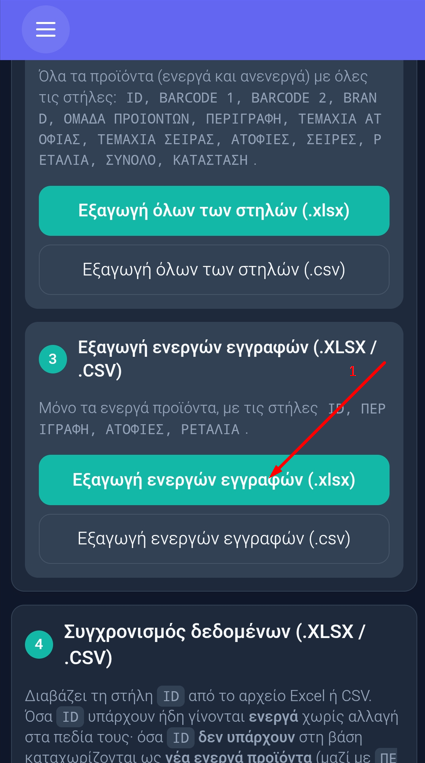 Όλα τα προϊόντα (ενεργά και ανενεργά) με όλες
τις στήλες: ID, BARCODE 1, BARCODE 2, BRAN
D, ΟΜΑΔΑ ΠΡΟΙΟΝΤΩΝ, ΠΕΡΙΓΡΑΦΗ, ΤΕΜΑΧΙΑ ΑΤ
ΟΦΙΑΣ, ΤΕΜΑΧΙΑ ΣΕΙΡΑΣ, ΑΤΟΦΙΕΣ, ΣΕΙΡΕΣ, Ρ
ΕΤΑΛΙΑ, ΣΥΝΟΛΟ, ΚΑΤΑΣΤΑΣΗ.
Εξαγωγή όλων των στηλών (.xlsx)
Εξαγωγή όλων των στηλών (.csv)
3
Εξαγωγή ενεργών εγγραφών (.XLSX /
.CSV)
1
Μόνο τα ενεργά προϊόντα, με τις στήλες ID, ΠΕΡ
ΙΓΡΑΦΗ, ΑΤΟΦΙΕΣ, ΡΕΤΑΛΙΑ.
Εξαγωγή ενεργών εγγραφών (.xlsx)
Εξαγωγή ενεργών εγγραφών (.csv)
4
Συγχρονισμός δεδομένων (.XLSX /
.CSV)
Διαβάζει τη στήλη ID από το αρχείο Excel ή CSV.
Όσα ID υπάρχουν ήδη γίνονται ενεργά χωρίς αλλαγή
στα πεδία τους· όσα ID δεν υπάρχουν στη βάση
καταχωρίζονται ως νέα ενεργά προϊόντα (μαζί με ΠΕ